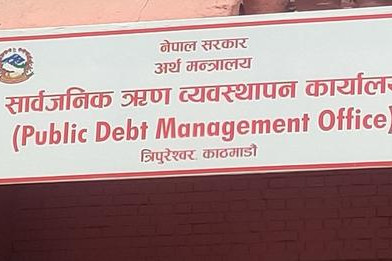 नेपाल सरकार
अर्थ मन्त्रालय
सार्वजनिक ऋण व्यवस्थापन कार्यालय
(Public Debt Management Office)
त्रिपुरेश्वर, काठमाडौं